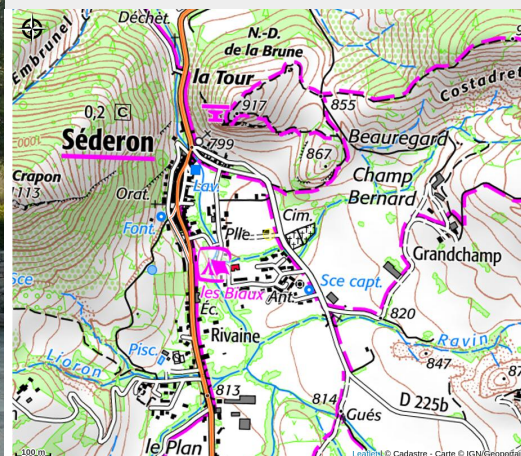 Déchet.
N.-D.
de la Brune
Embrunel
la Tour
Costadret
917
855
0,2 C
Séderon
799
Beauregard
867
1000
Crapon
1113
Lav.
Champ
Bernard
Orat.
Font.
Cim.
Plle
Grandchamp
Sce
les Biaux
Ant.
Sce capt.
Éc.
820
Rivaine
Ravin
Pisc.
Lioron
847
87
813
814
D 225b
Gués
le Plan
100 m
Leaflet | © Cadastre - Carte © IGN/Geoportail